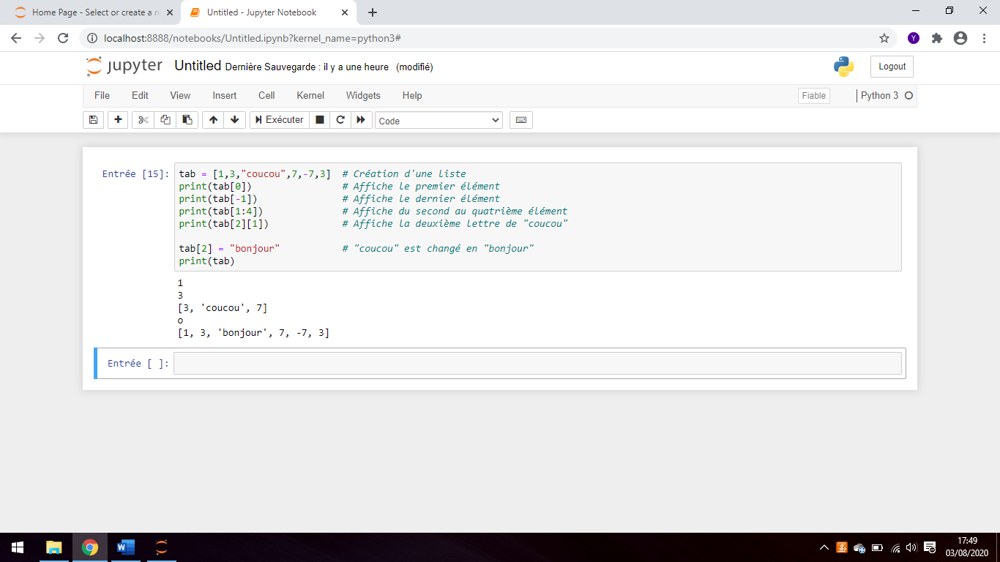 Home Page - Select or create a n
Untitled - Jupyter Notebook
localhost:8888/notebooks/Untitled.ipynb?kernel_name=python3#
Y
jupyter Untitled Dernière Sauvegarde : il y a une heure (modifié)
Logout
File Edit View Insert Cell Kernel Widgets Help
Fiable
Python 3
Exécuter
Code
Entrée [15]:
tab = [1,3,"coucou",7,-7,3]  # Création d'une liste
print(tab[0])                # Affiche le premier élément
print(tab[-1])               # Affiche le dernier élément
print(tab[1:4])              # Affiche du second au quatrième élément
print(tab[2][1])             # Affiche la deuxième lettre de "coucou"
tab[2] = "bonjour"           # "coucou" est changé en "bonjour"
print(tab)
1
3
[3, 'coucou', 7]
o
[1, 3, 'bonjour', 7, -7, 3]
Entrée [ ]:
W
17:49
03/08/2020